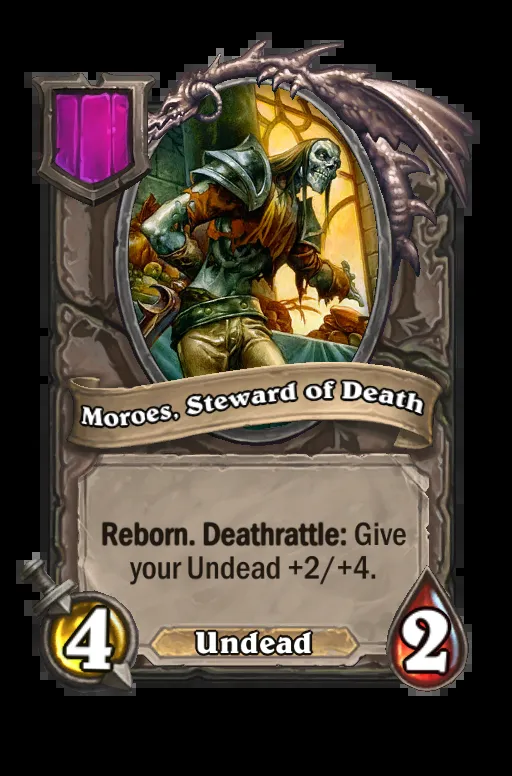 Moroes, Steward of Death
Reborn. Deathrattle: Give
your Undead +2/+4.
4
Undead
2